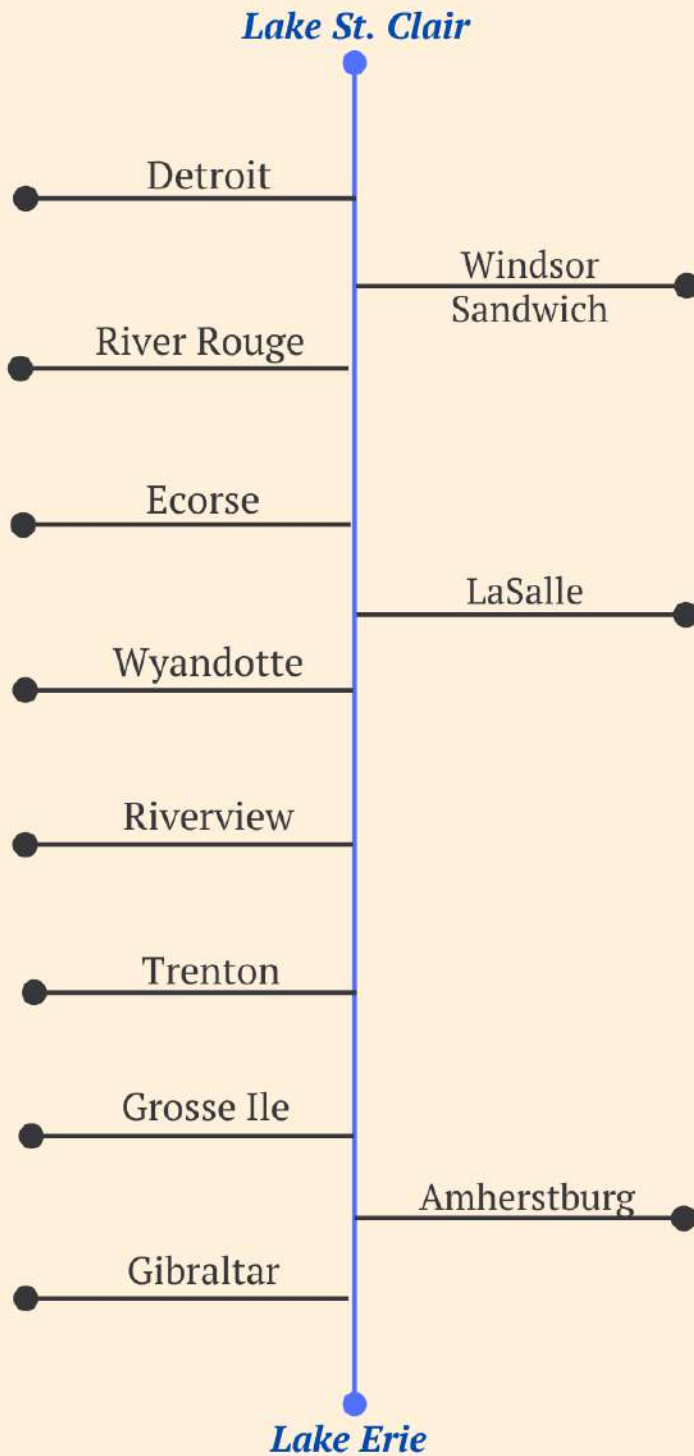 Lake St. Clair
Detroit
Windsor
Sandwich
River Rouge
Ecorse
LaSalle
Wyandotte
Riverview
Trenton
Grosse Ile
Amherstburg
Gibraltar
Lake Erie